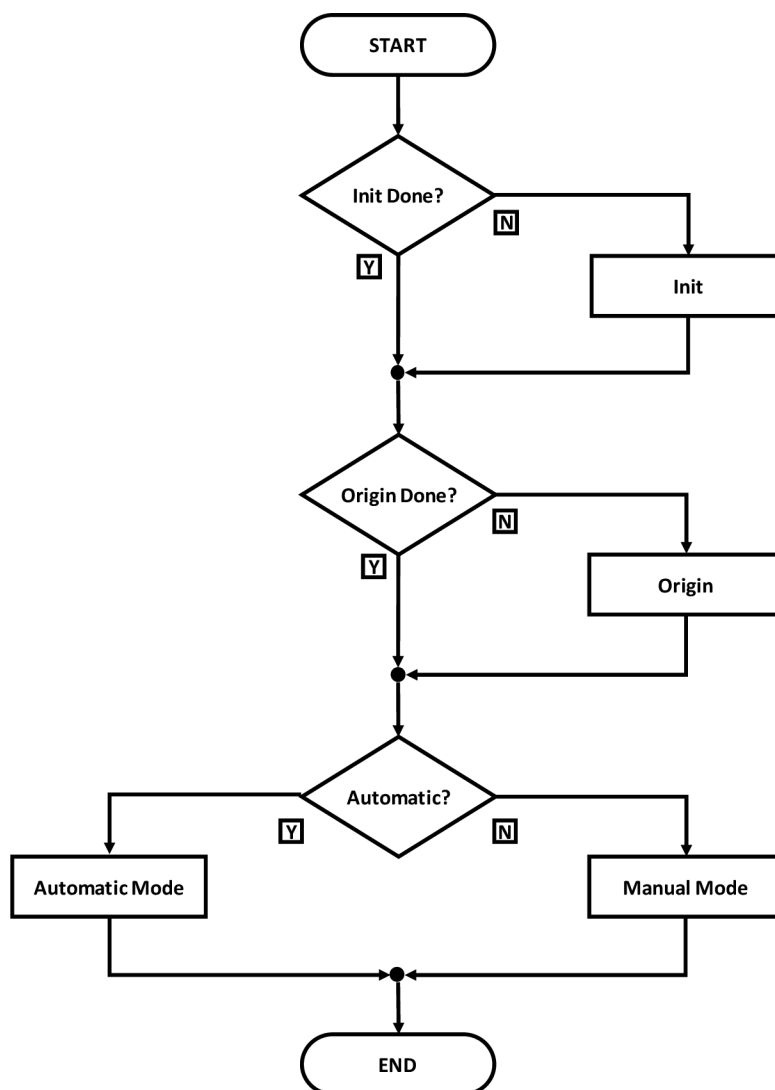 START
Init Done?
N
Y
Init
Origin Done?
N
Y
Origin
Automatic?
Y
N
Automatic Mode
Manual Mode
END